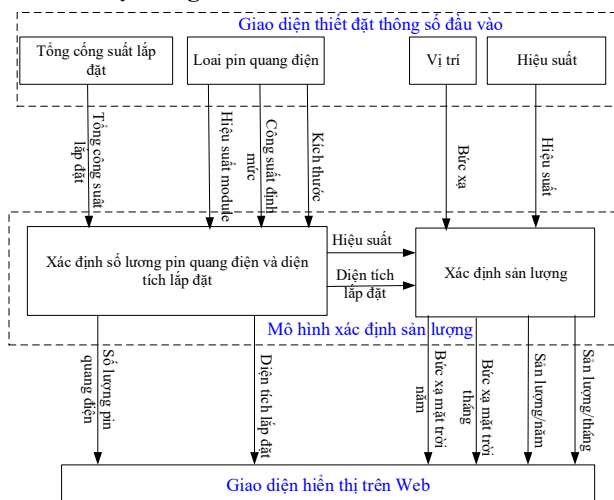 Giao diện thiết đặt thông số đầu vào
Tổng cống suất lắp
đặt
Loai pin quang điện
Vị trí
Hiệu suất
Tổng công suât
lắp đặt
Hiệu suất module
Công suất định
mức
Kích thước
Bức xạ
Hiệu suất
Xác định số lương pin quang điện và diện
tích lắp đặt
Hiệu suất
Diện tích
lắp đặt
Xác định sản lượng
Mô hình xác định sản lượng
Số lượng pin
quang điện
Diện tích lắp đặt
Bức xạ mặt trời
năm
Bức xạ mặt trời
tháng
Sản lượng/năm
Sản lượng/tháng
Giao diện hiển thị trên Web